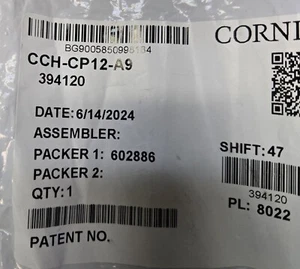 BG9005850996134
CORNI
CCH-CP12-A9
394120
DATE: 6/14/2024
ASSEMBLER:
SHIFT: 47
PACKER 1: 602886
PACKER 2:
394120
QTY: 1
PL: 8022
PATENT NO.